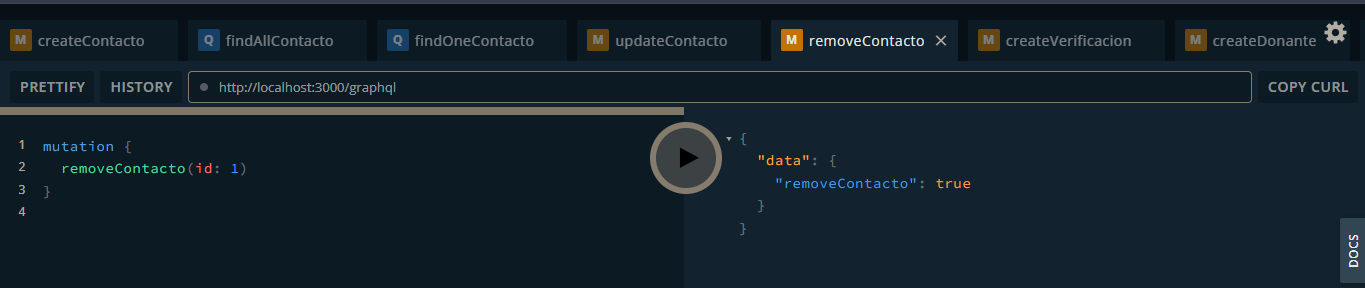 M createContacto Q findAllContacto Q findOneContacto M updateContacto M removeContacto × M createVerificacion M createDonante
PRETTIFY HISTORY http://localhost:3000/graphql COPY CURL
1 mutation {
2 removeContacto(id: 1)
3 }
4
{
"data": {
"removeContacto": true
}
}
DOCS